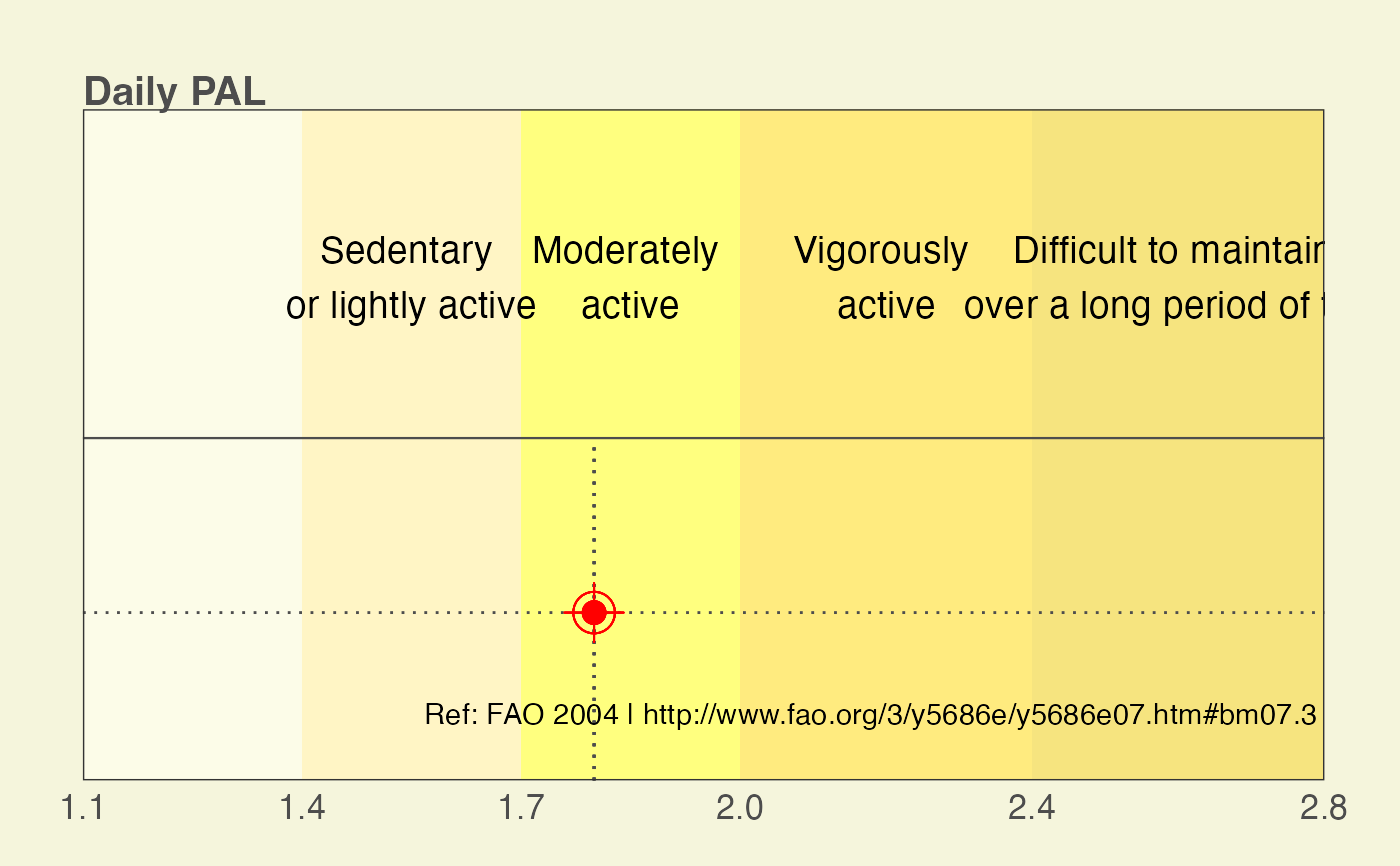 Daily PAL
Sedentary
or lightly active
Moderately
active
Vigorously
active
Difficult to maintain
over a long period of
Ref: FAO 2004 | http://www.fao.org/3/y5686e/y5686e07.htm#bm07.3
1.1 1.4 1.7 2.0 2.4 2.8